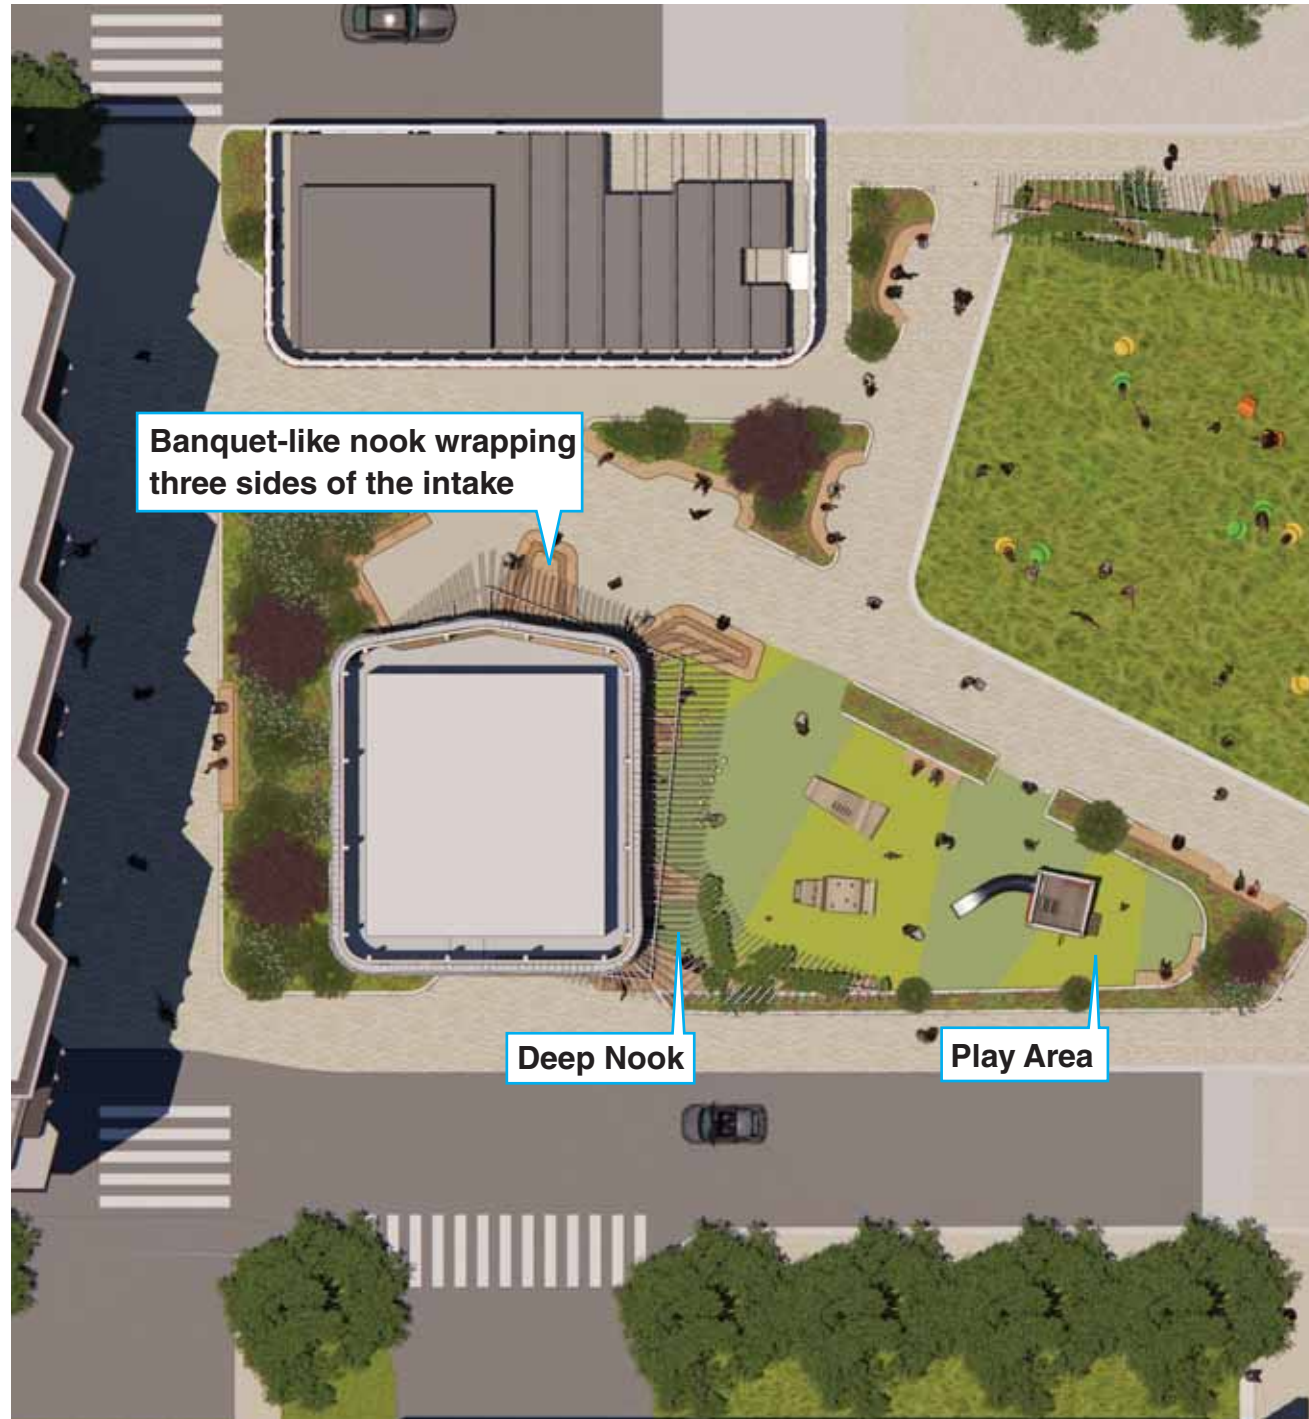 Banquet-like nook wrapping
three sides of the intake
Deep Nook
Play Area